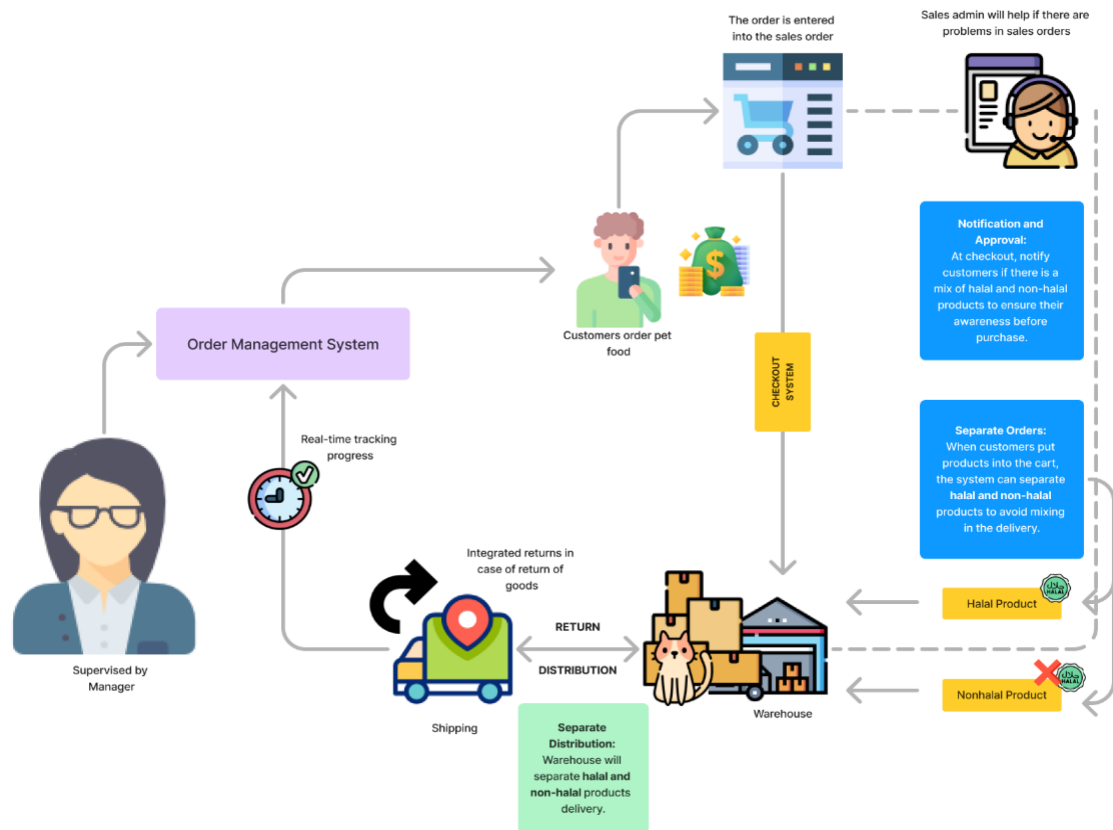 The order is entered
into the sales order
Sales admin will help if there are
problems in sales orders
Notification and
Approval:
At checkout, notify
customers if there is a
mix of halal and non-halal
products to ensure their
awareness before
purchase.
Order Management System
Customers order pet
food
CHECKOUT
SYSTEM
Separate Orders:
When customers put
products into the cart,
the system can separate
halal and non-halal
products to avoid mixing
in the delivery.
Real-time tracking
progress
Integrated returns in
case of return of
goods
$
RETURN
DISTRIBUTION
Halal Product
حلال
HALAL
Nonhalal Product
حلال
HALAL
Supervised by
Manager
Shipping
Warehouse
Separate
Distribution:
Warehouse will
separate halal and
non-halal products
delivery.